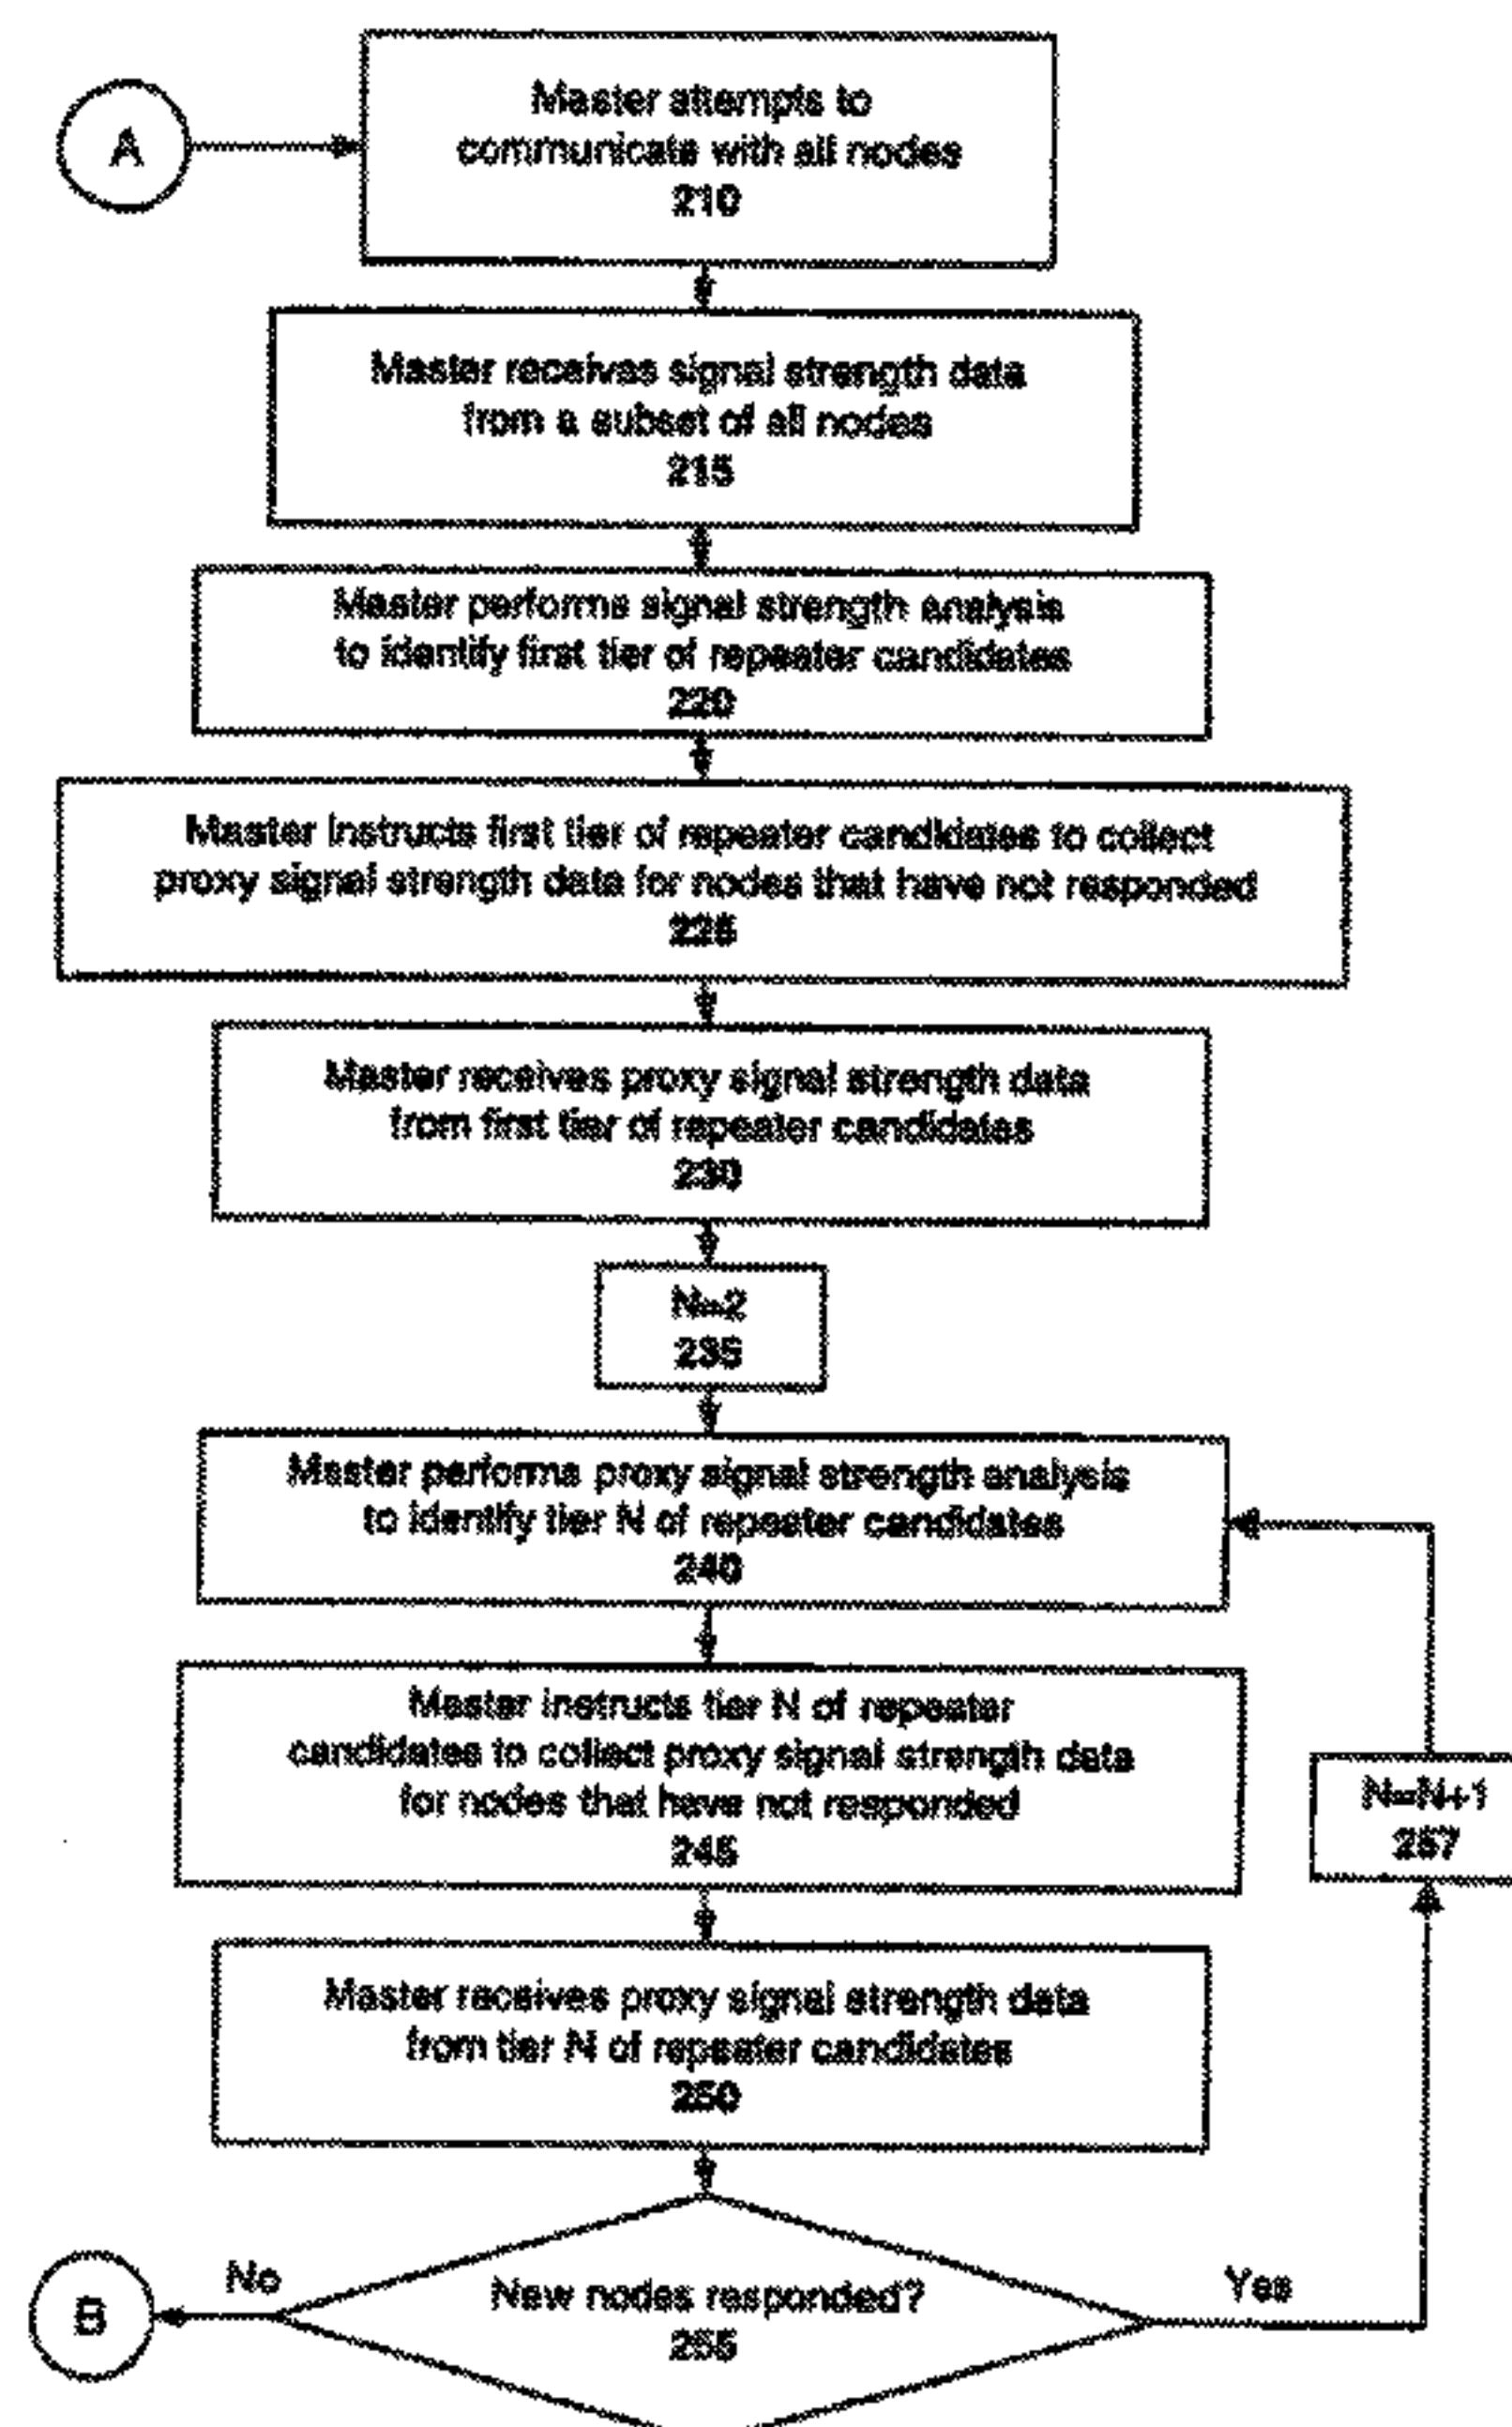 A
Master attempts to
communicate with all nodes
210
Master receives signal strength data
from a subset of all nodes
215
Master performs signal strength analysis
to identify first tier of repeater candidates
220
Master instructs first tier of repeater candidates to collect
proxy signal strength data for nodes that have not responded
225
Master receives proxy signal strength data
from first tier of repeater candidates
230
N=2
235
Master performs proxy signal strength analysis
to identify tier N of repeater candidates
240
Master instructs tier N of repeater
candidates to collect proxy signal strength data
for nodes that have not responded
245
N=N+1
257
Master receives proxy signal strength data
from tier N of repeater candidates
250
No
Yes
B
New nodes responded?
255